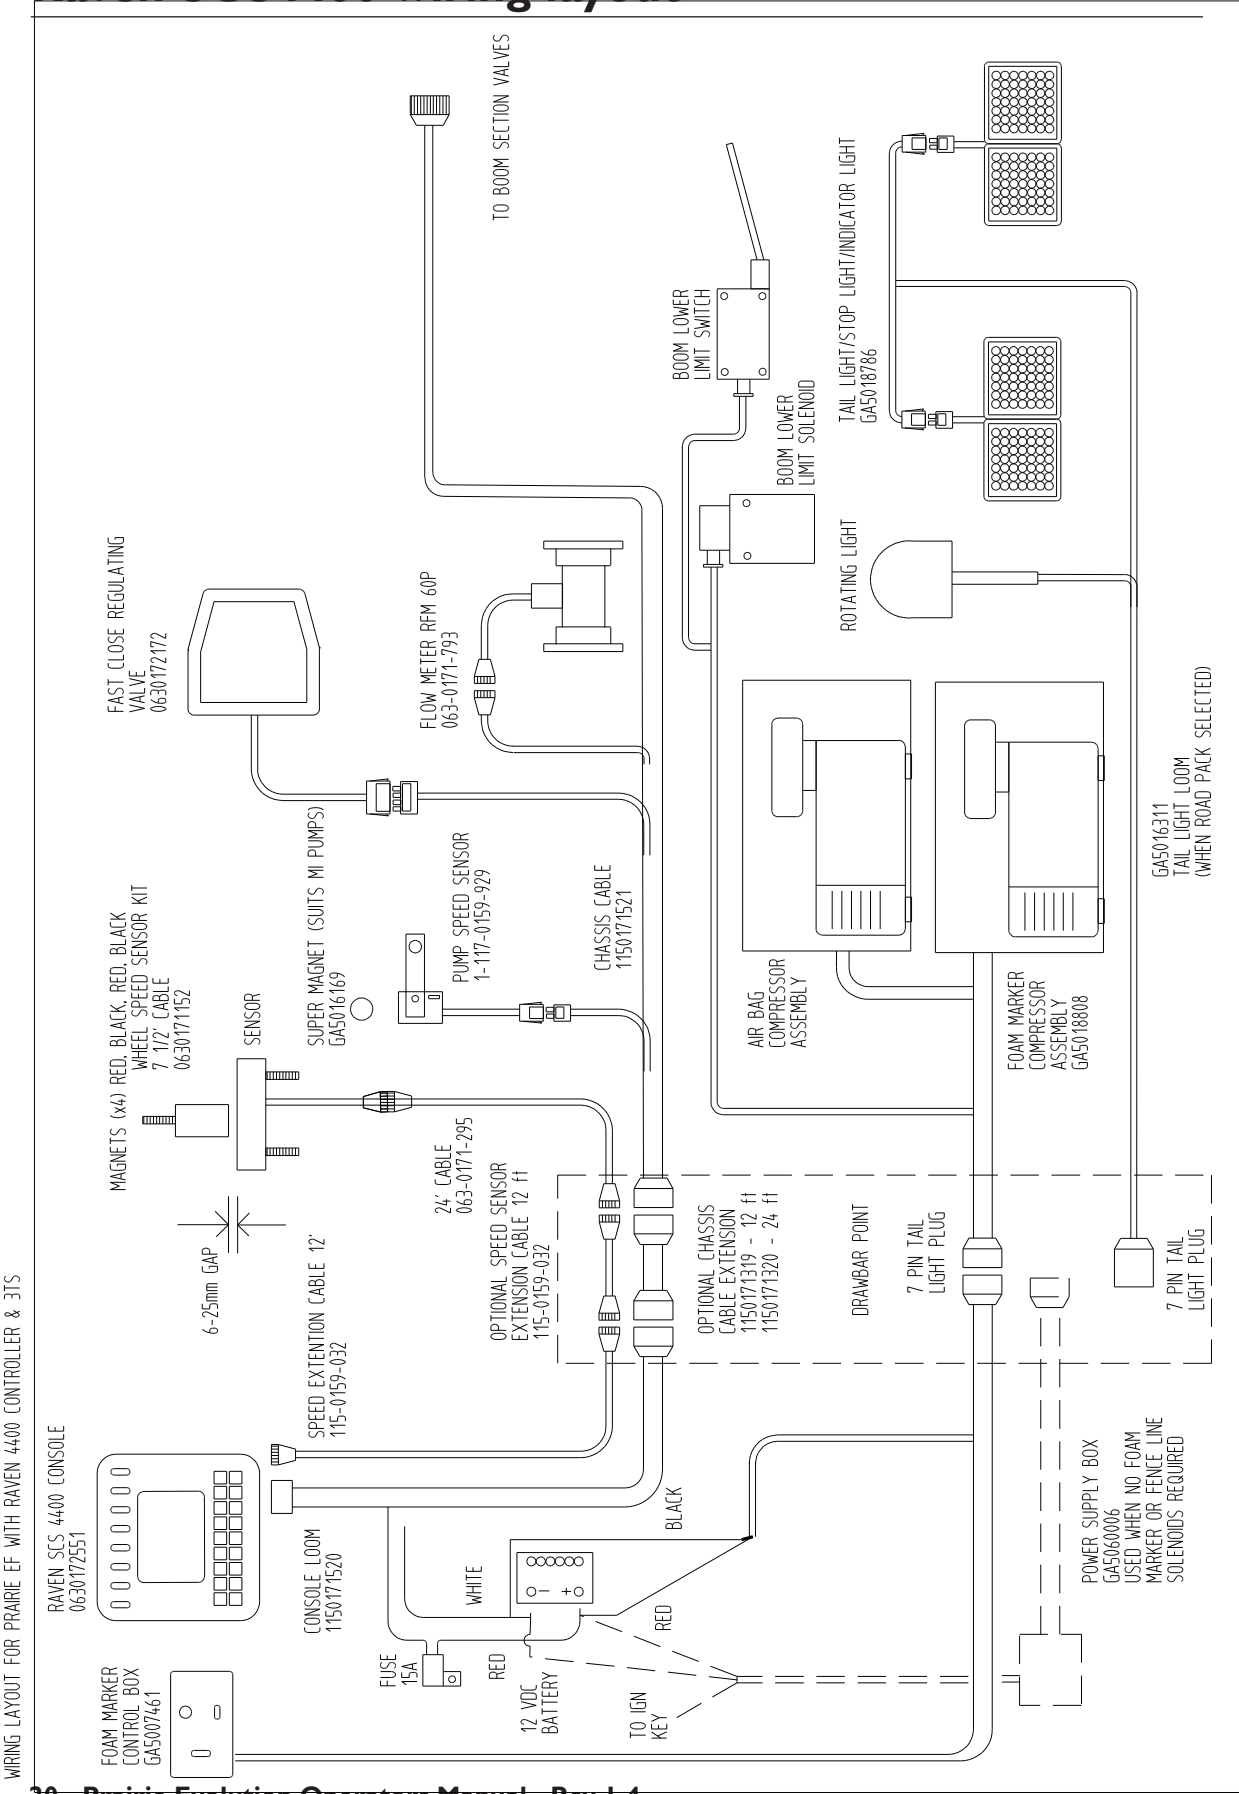 WIRING LAYOUT FOR PRAIRIE EF WITH RAVEN 4400 CONTROLLER & 3TS
RAVEN SCS 4400 CONSOLE
0630172551
FOAM MARKER
CONTROL BOX
GA5007461
6-25mm GAP
MAGNETS (x4) RED, BLACK, RED, BLACK
WHEEL SPEED SENSOR KIT
7 1/2' CABLE
0630171152
SENSOR
FAST CLOSE REGULATING
VALVE
0630172172
SUPER MAGNET (SUITS MI PUMPS)
GA5016169
SPEED EXTENTION CABLE 12'
115-0159-032
CONSOLE LOOM
1150171520
24' CABLE
063-0171-295
PUMP SPEED SENSOR
1-117-0159-929
FLOW METER RFM 60P
063-0171-793
TO BOOM SECTION VALVES
OPTIONAL SPEED SENSOR
EXTENSION CABLE 12 ft
115-0159-032
CHASSIS CABLE
1150171521
FUSE
15A
WHITE
RED
BLACK
RED
12 VDC
BATTERY
TO IGN
KEY
OPTIONAL CHASSIS
CABLE EXTENSION
1150171319 - 12 ft
1150171320 - 24 ft
BOOM LOWER
LIMIT SWITCH
BOOM LOWER
LIMIT SOLENOID
AIR BAG
COMPRESSOR
ASSEMBLY
DRAWBAR POINT
7 PIN TAIL
LIGHT PLUG
ROTATING LIGHT
TAIL LIGHT/STOP LIGHT/INDICATOR LIGHT
GA5018786
FOAM MARKER
COMPRESSOR
ASSEMBLY
GA5018808
POWER SUPPLY BOX
GA5060006
USED WHEN NO FOAM
MARKER OR FENCE LINE
SOLENOIDS REQUIRED
7 PIN TAIL
LIGHT PLUG
GA5016311
TAIL LIGHT LOOM
(WHEN ROAD PACK SELECTED)
Prairie Evolution Operators Manual - Rev 1.4